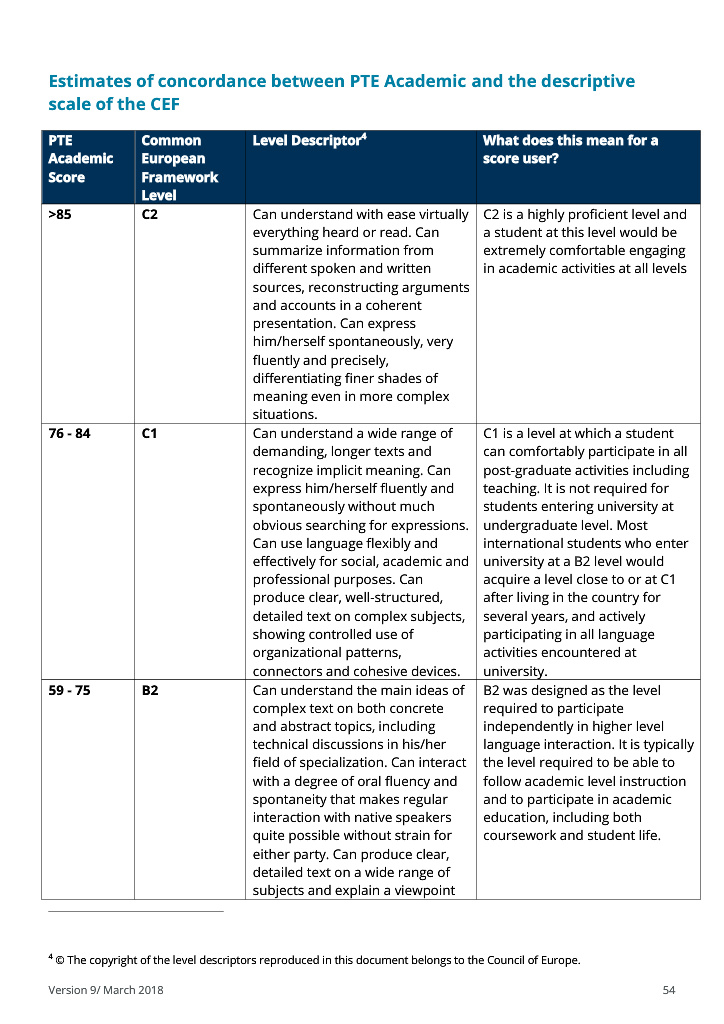 Estimates of concordance between PTE Academic and the descriptive
scale of the CEF
PTE
Academic
Score
Common
European
Framework
Level
Level Descriptor⁴
What does this mean for a
score user?
>85
C2
Can understand with ease virtually
everything heard or read. Can
summarize information from
different spoken and written
sources, reconstructing arguments
and accounts in a coherent
presentation. Can express
him/herself spontaneously, very
fluently and precisely,
differentiating finer shades of
meaning even in more complex
situations.
C2 is a highly proficient level and
a student at this level would be
extremely comfortable engaging
in academic activities at all levels
76 - 84
C1
Can understand a wide range of
demanding, longer texts and
recognize implicit meaning. Can
express him/herself fluently and
spontaneously without much
obvious searching for expressions.
Can use language flexibly and
effectively for social, academic and
professional purposes. Can
produce clear, well-structured,
detailed text on complex subjects,
showing controlled use of
organizational patterns,
connectors and cohesive devices.
C1 is a level at which a student
can comfortably participate in all
post-graduate activities including
teaching. It is not required for
students entering university at
undergraduate level. Most
international students who enter
university at a B2 level would
acquire a level close to or at C1
after living in the country for
several years, and actively
participating in all language
activities encountered at
university.
59 - 75
B2
Can understand the main ideas of
complex text on both concrete
and abstract topics, including
technical discussions in his/her
field of specialization. Can interact
with a degree of oral fluency and
spontaneity that makes regular
interaction with native speakers
quite possible without strain for
either party. Can produce clear,
detailed text on a wide range of
subjects and explain a viewpoint
B2 was designed as the level
required to participate
independently in higher level
language interaction. It is typically
the level required to be able to
follow academic level instruction
and to participate in academic
education, including both
coursework and student life.
⁴ © The copyright of the level descriptors reproduced in this document belongs to the Council of Europe.
Version 9/ March 2018
54